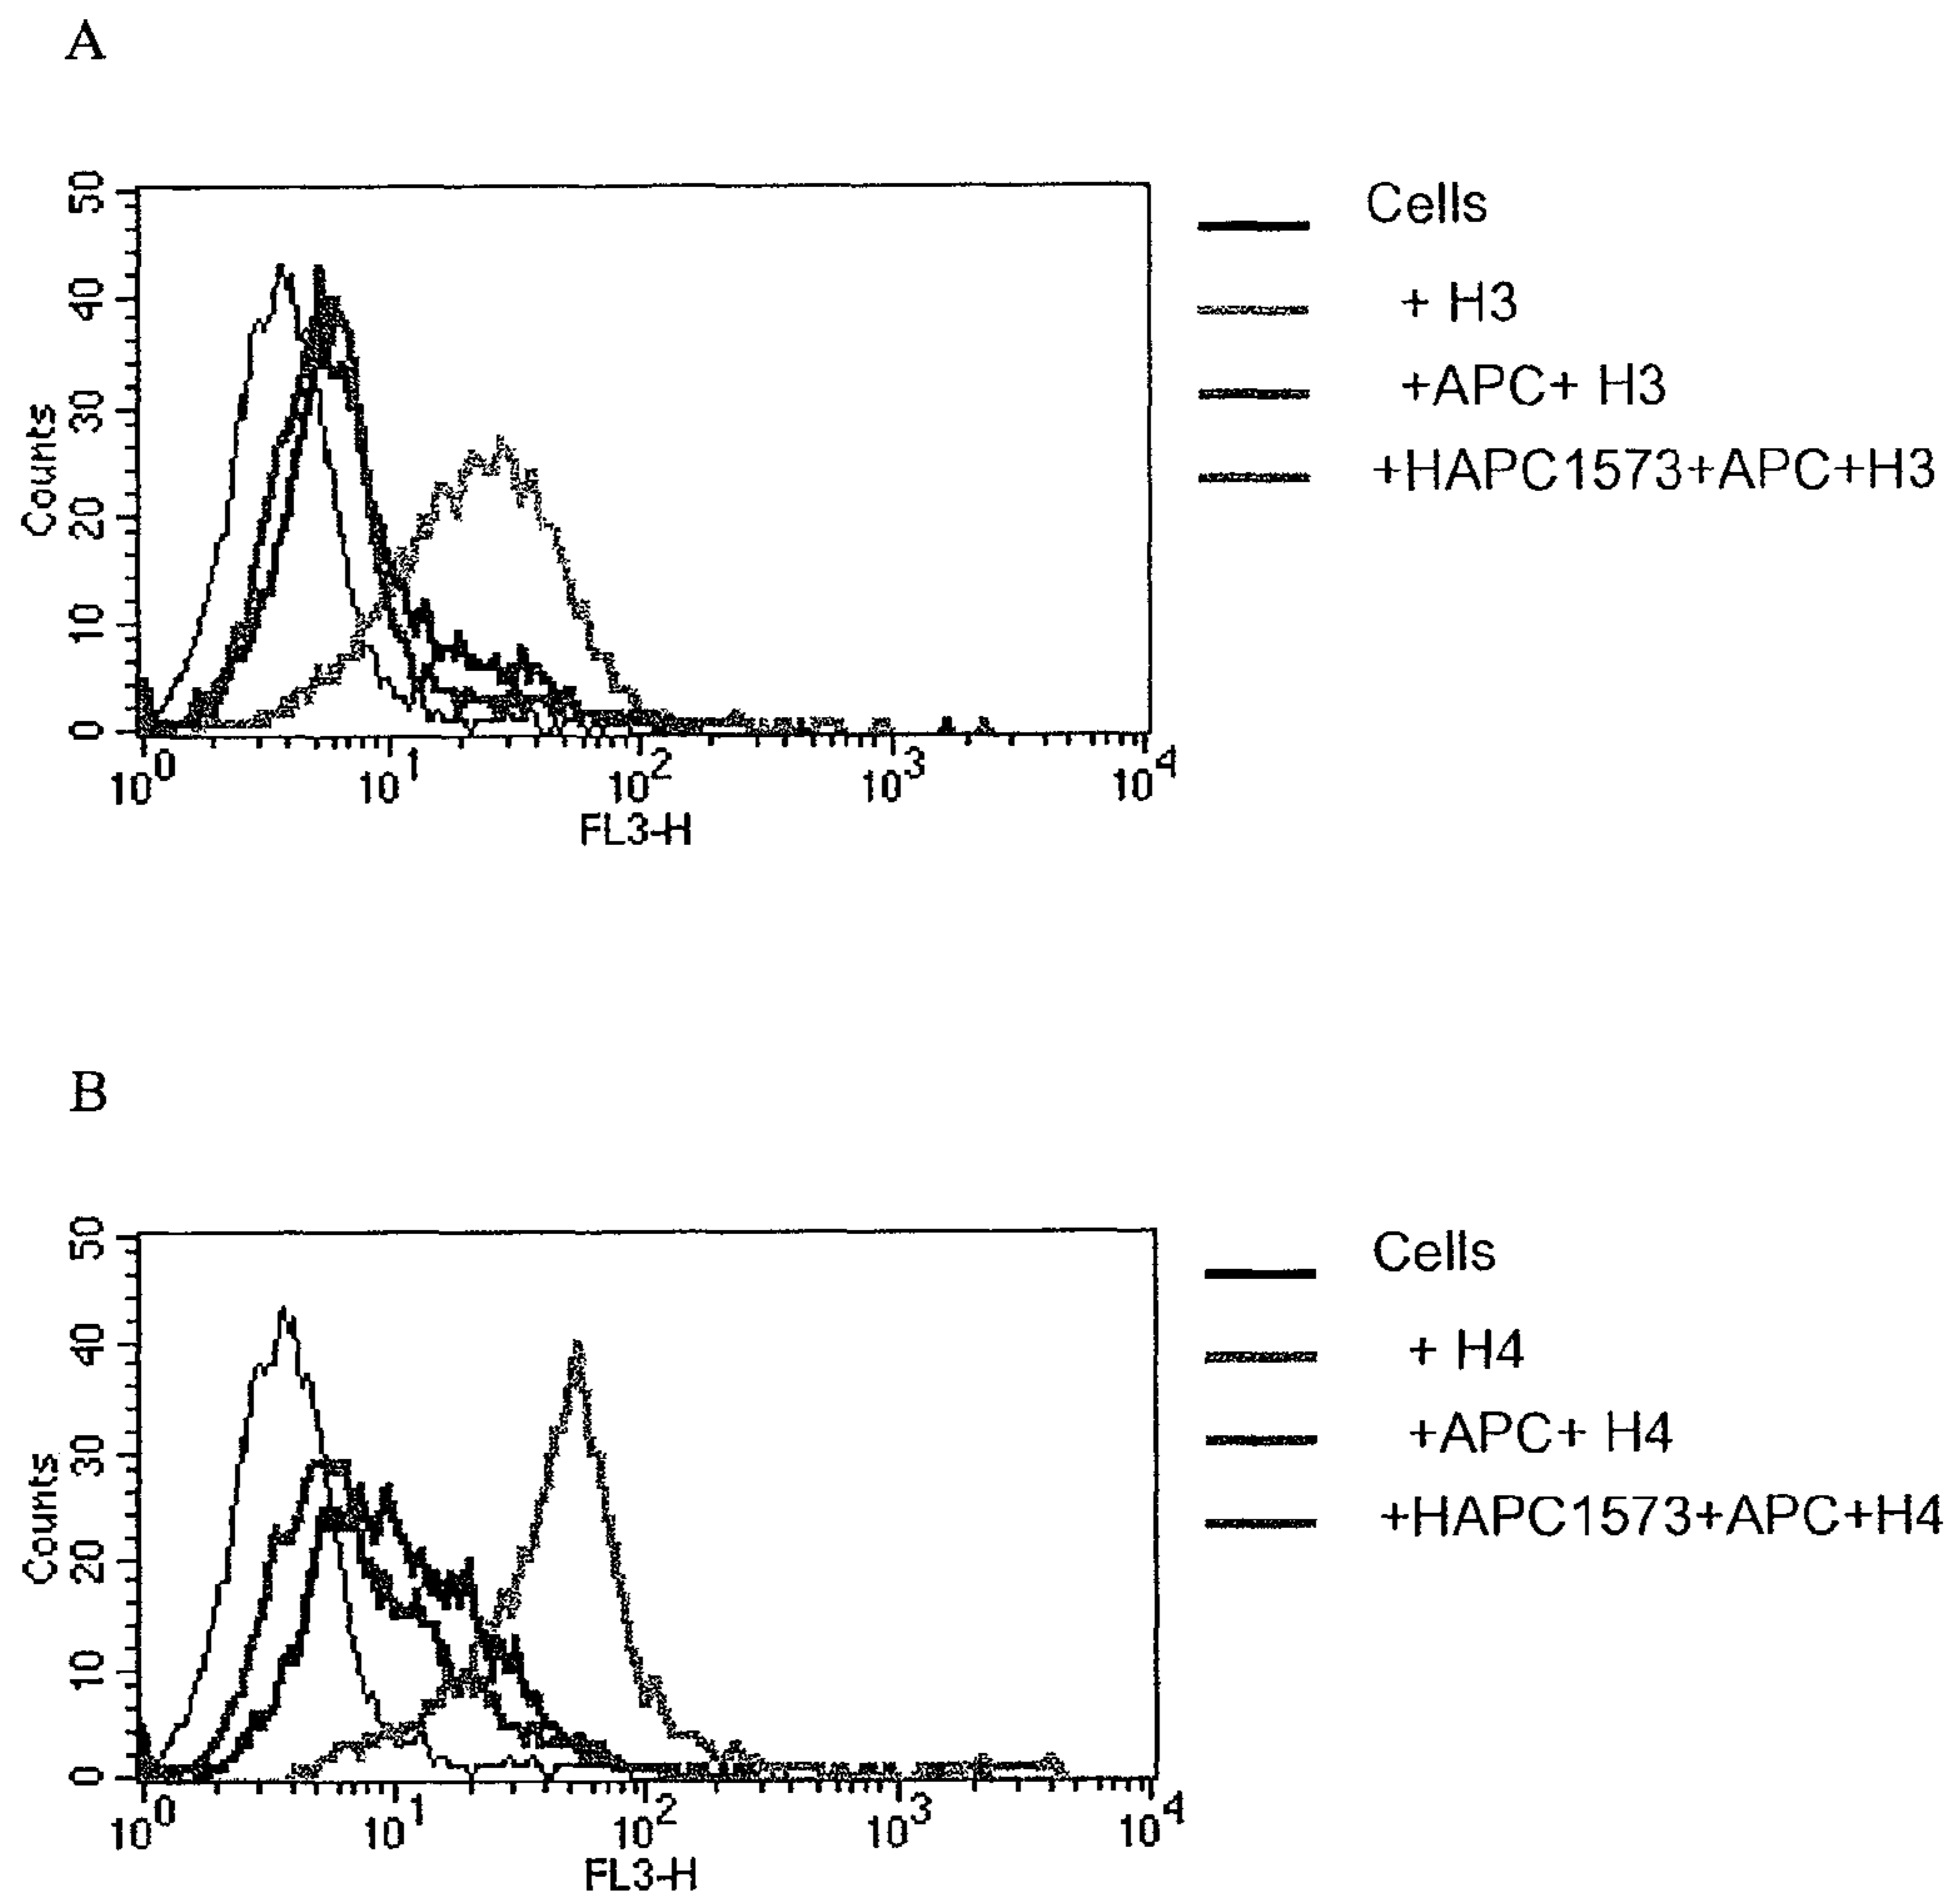 A
50
40
30
20
10
0
Counts
10^0 10^1 10^2 10^3 10^4
FL3-H
Cells
+ H3
+APC+ H3
+HAPC1573+APC+H3
B
50
40
30
20
10
0
Counts
10^0 10^1 10^2 10^3 10^4
FL3-H
Cells
+ H4
+APC+ H4
+HAPC1573+APC+H4